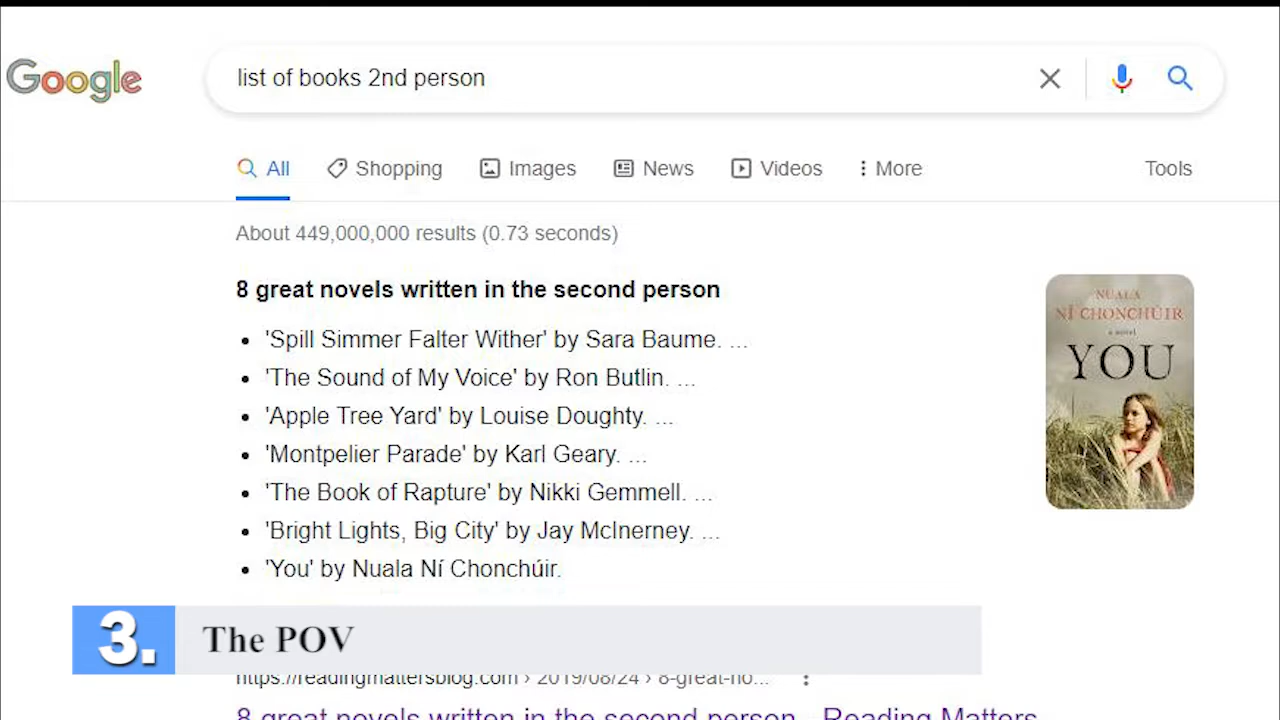 Google
list of books 2nd person
All
Shopping
Images
News
Videos
More
Tools
About 449,000,000 results (0.73 seconds)
8 great novels written in the second person
'Spill Simmer Falter Wither' by Sara Baume. ...
'The Sound of My Voice' by Ron Butlin. ...
'Apple Tree Yard' by Louise Doughty. ...
'Montpelier Parade' by Karl Geary. ...
'The Book of Rapture' by Nikki Gemmell. ...
'Bright Lights, Big City' by Jay McInerney. ...
'You' by Nuala Ní Chonchúir.
NUALA
NÍ CHONCHÚIR
a novel
YOU
3.
The POV
https://readingmattersblog.com › 2019/08/24 › 8-great-no...
8 great novels written in the second person - Reading Matters